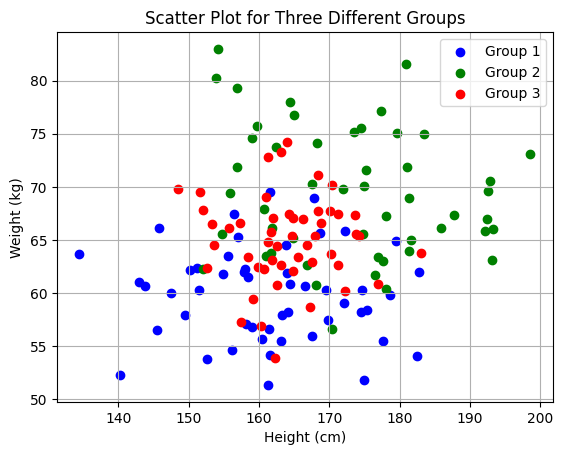 Scatter Plot for Three Different Groups
Group 1
Group 2
Group 3
Weight (kg)
80
75
70
65
60
55
50
140 150 160 170 180 190 200
Height (cm)